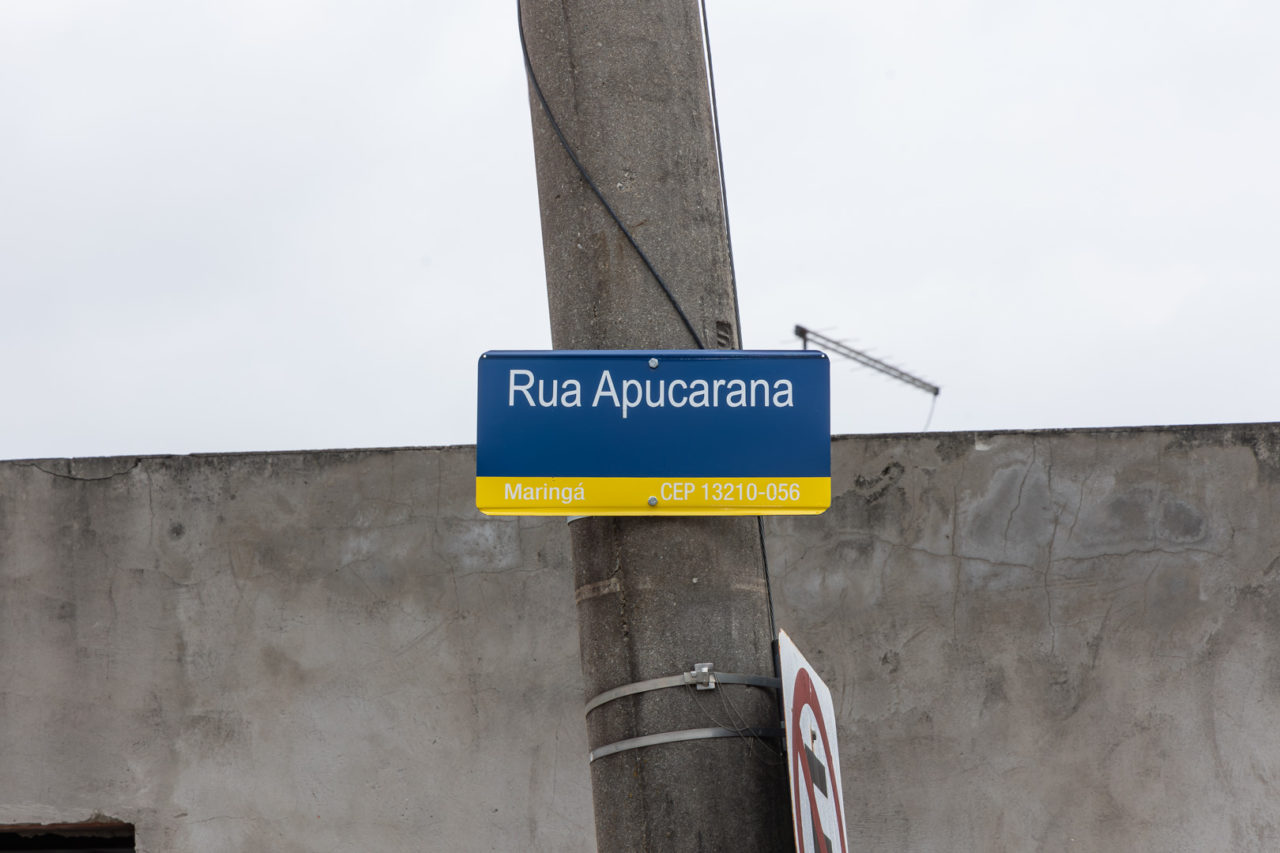 Rua Apucarana
Maringá CEP 13210-056